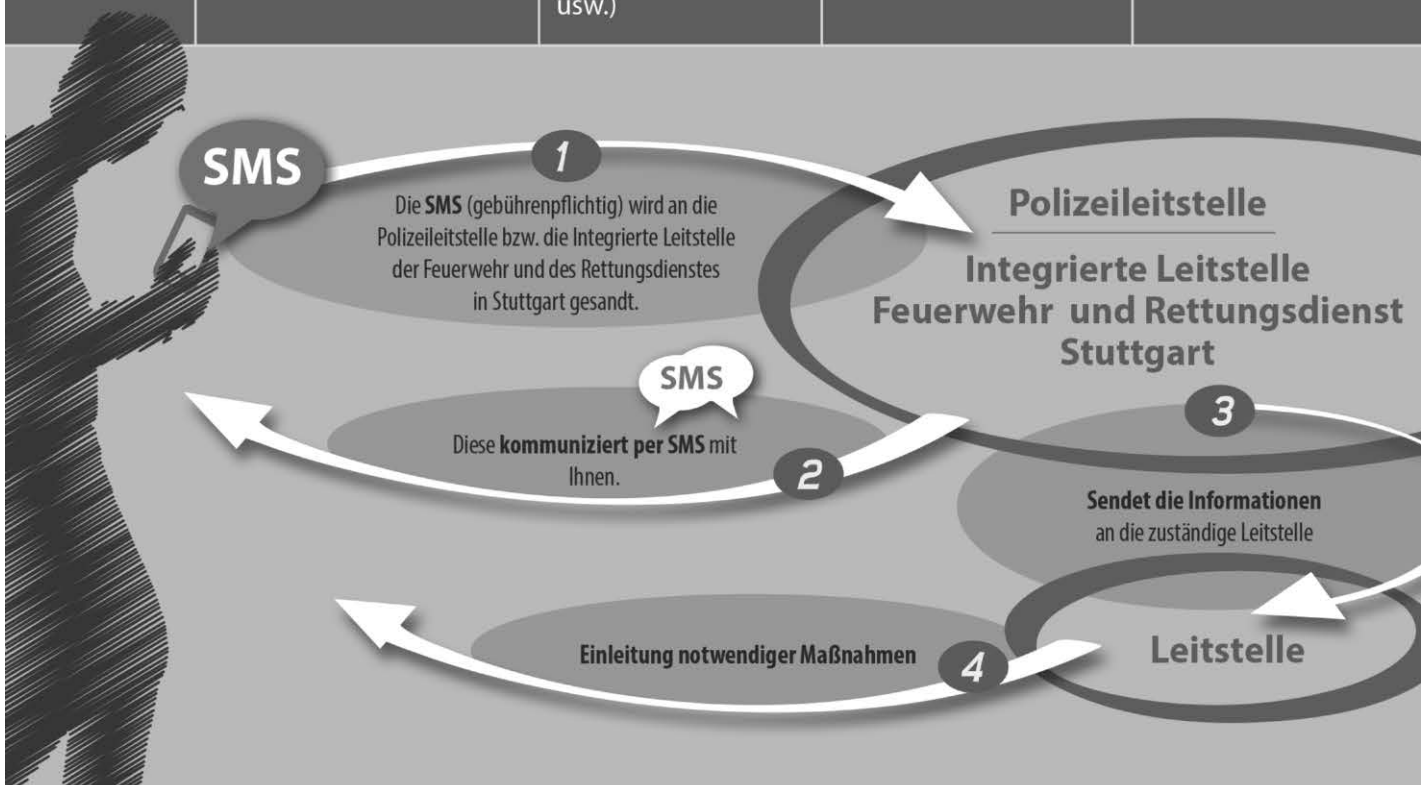 usw.)
SMS
1
Die SMS (gebührenpflichtig) wird an die
Polizeileitstelle bzw. die Integrierte Leitstelle
der Feuerwehr und des Rettungsdienstes
in Stuttgart gesandt.
Polizeileitstelle
Integrierte Leitstelle
Feuerwehr und Rettungsdienst
Stuttgart
SMS
Diese kommuniziert per SMS mit
Ihnen.
2
3
Sendet die Informationen
an die zuständige Leitstelle
Einleitung notwendiger Maßnahmen
4
Leitstelle